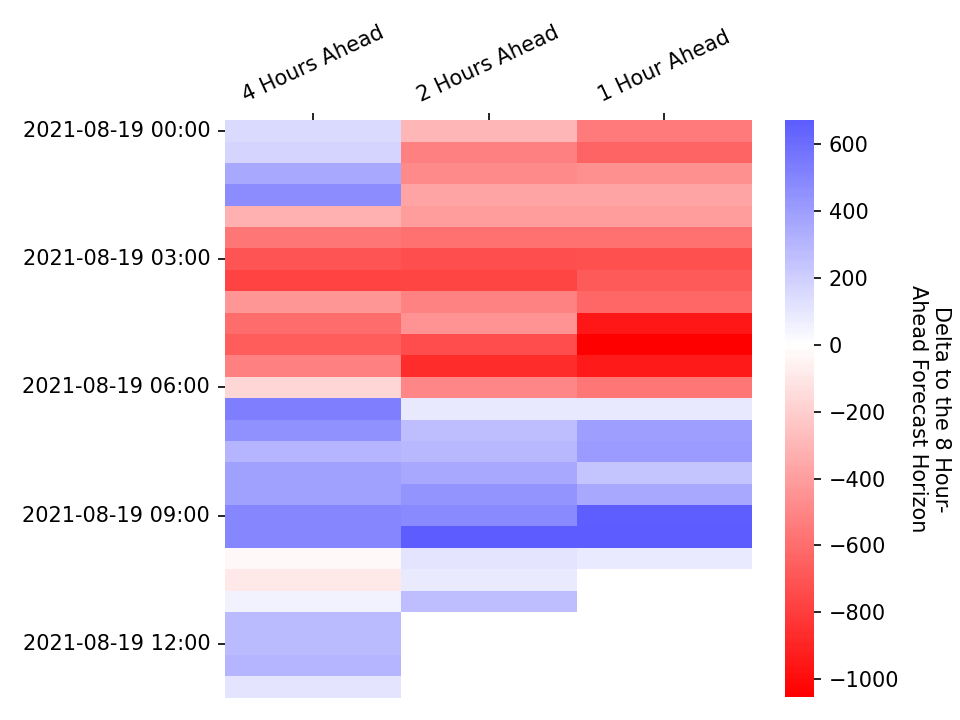 4 Hours Ahead
2 Hours Ahead
1 Hour Ahead
2021-08-19 00:00
2021-08-19 03:00
2021-08-19 06:00
2021-08-19 09:00
2021-08-19 12:00
600
400
200
0
−200
−400
−600
−800
−1000
Delta to the 8 Hour-
Ahead Forecast Horizon